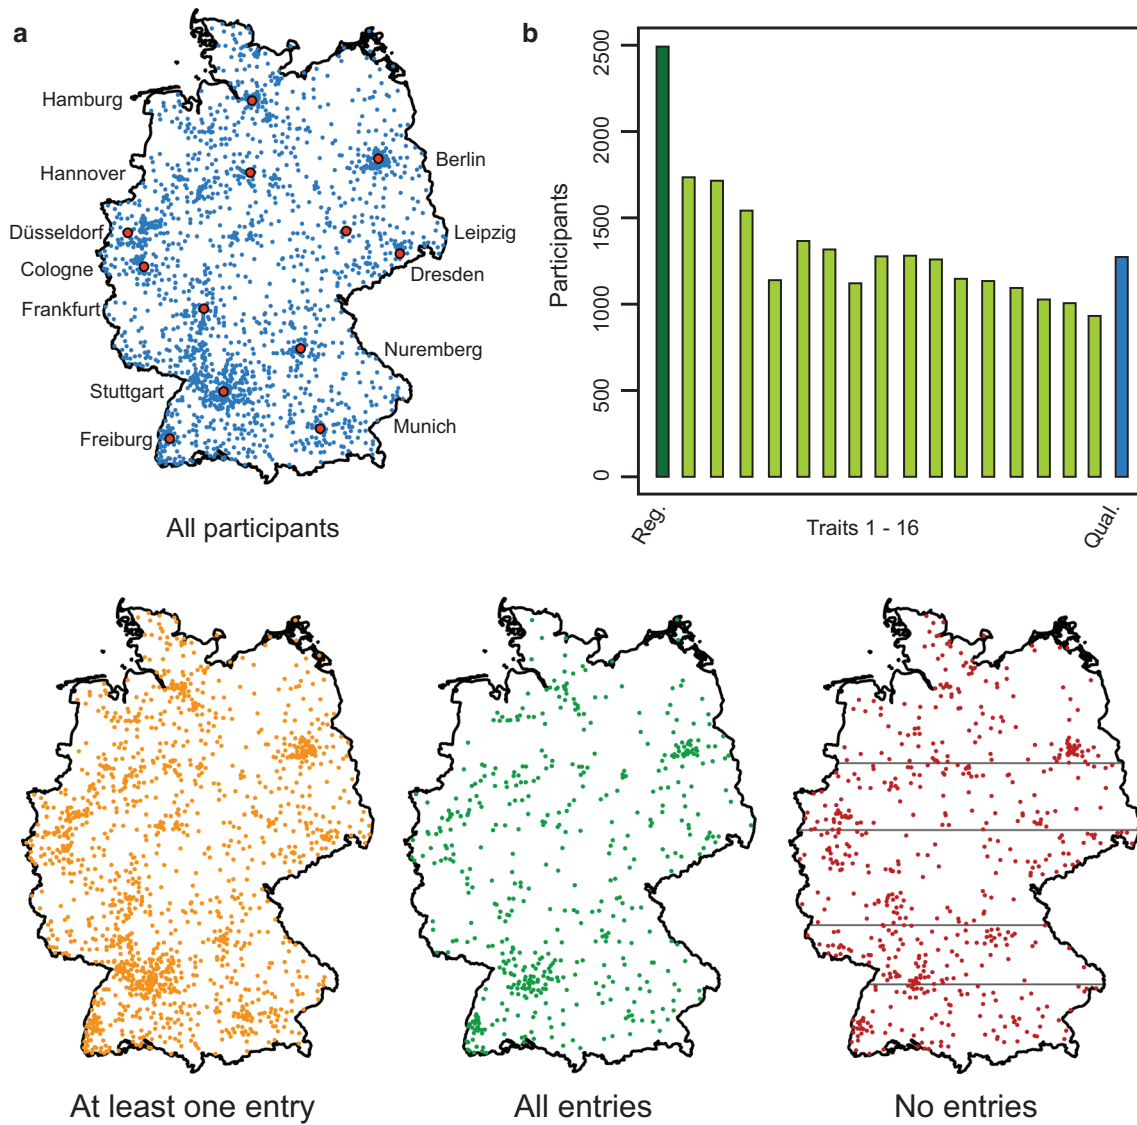 a
Hamburg
Hannover
Düsseldorf
Cologne
Frankfurt
Stuttgart
Freiburg
Berlin
Leipzig
Dresden
Nuremberg
Munich
All participants
b
Participants
2500
2000
1500
1000
500
0
Reg.
Traits 1 - 16
Qual.
At least one entry
All entries
No entries